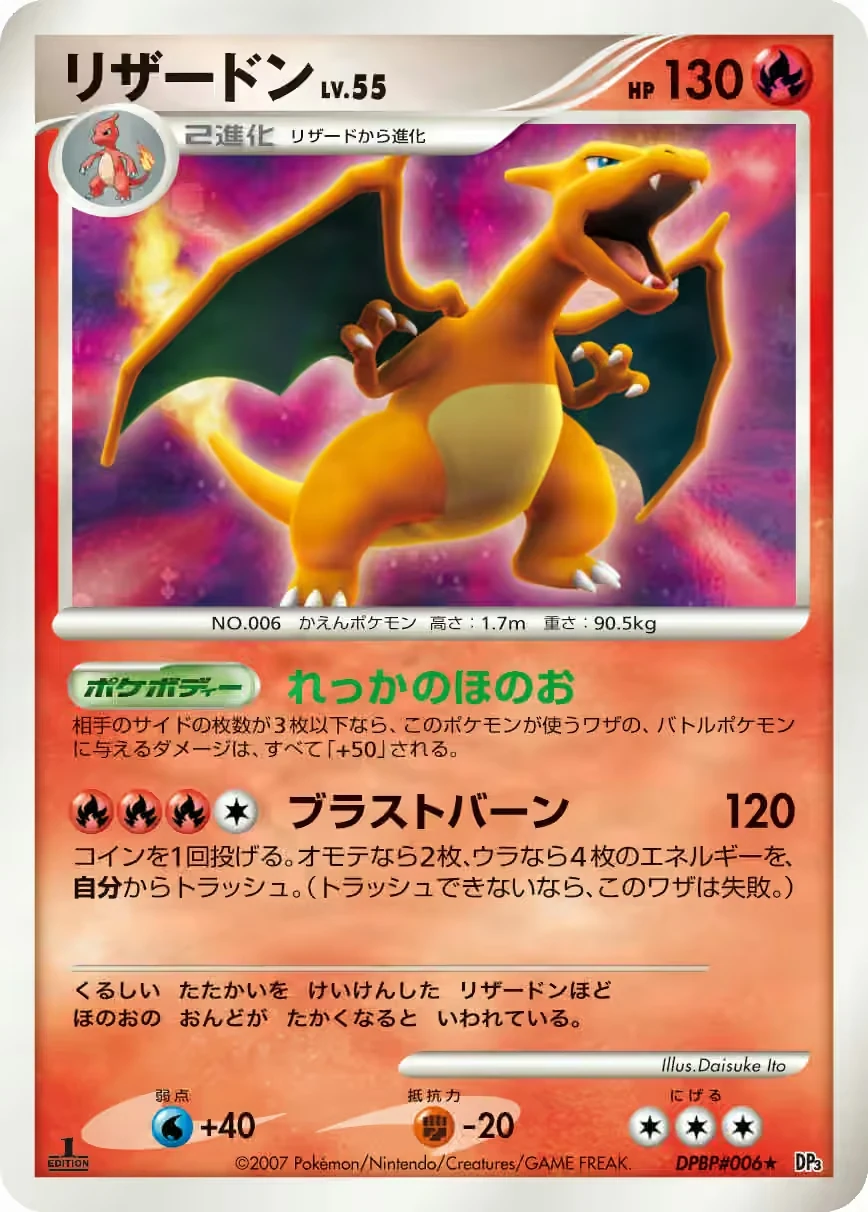 リザードン LV.55 HP 130
2進化 リザードから進化
NO.006 かえんポケモン 高さ：1.7m 重さ：90.5kg
ポケボディー れっかのほのお
相手のサイドの枚数が3枚以下なら、このポケモンが使うワザの、バトルポケモン
に与えるダメージは、すべて「+50」される。
ブラストバーン 120
コインを1回投げる。オモテなら2枚、ウラなら4枚のエネルギーを、
自分からトラッシュ。（トラッシュできないなら、このワザは失敗。）
くるしい たたかいを けいけんした リザードンほど
ほのおの おんどが たかくなると いわれている。
Illus.Daisuke Ito
弱点 抵抗力 にげる
+40 -20
1 EDITION ©2007 Pokémon/Nintendo/Creatures/GAME FREAK. DPBP#006★ DP3